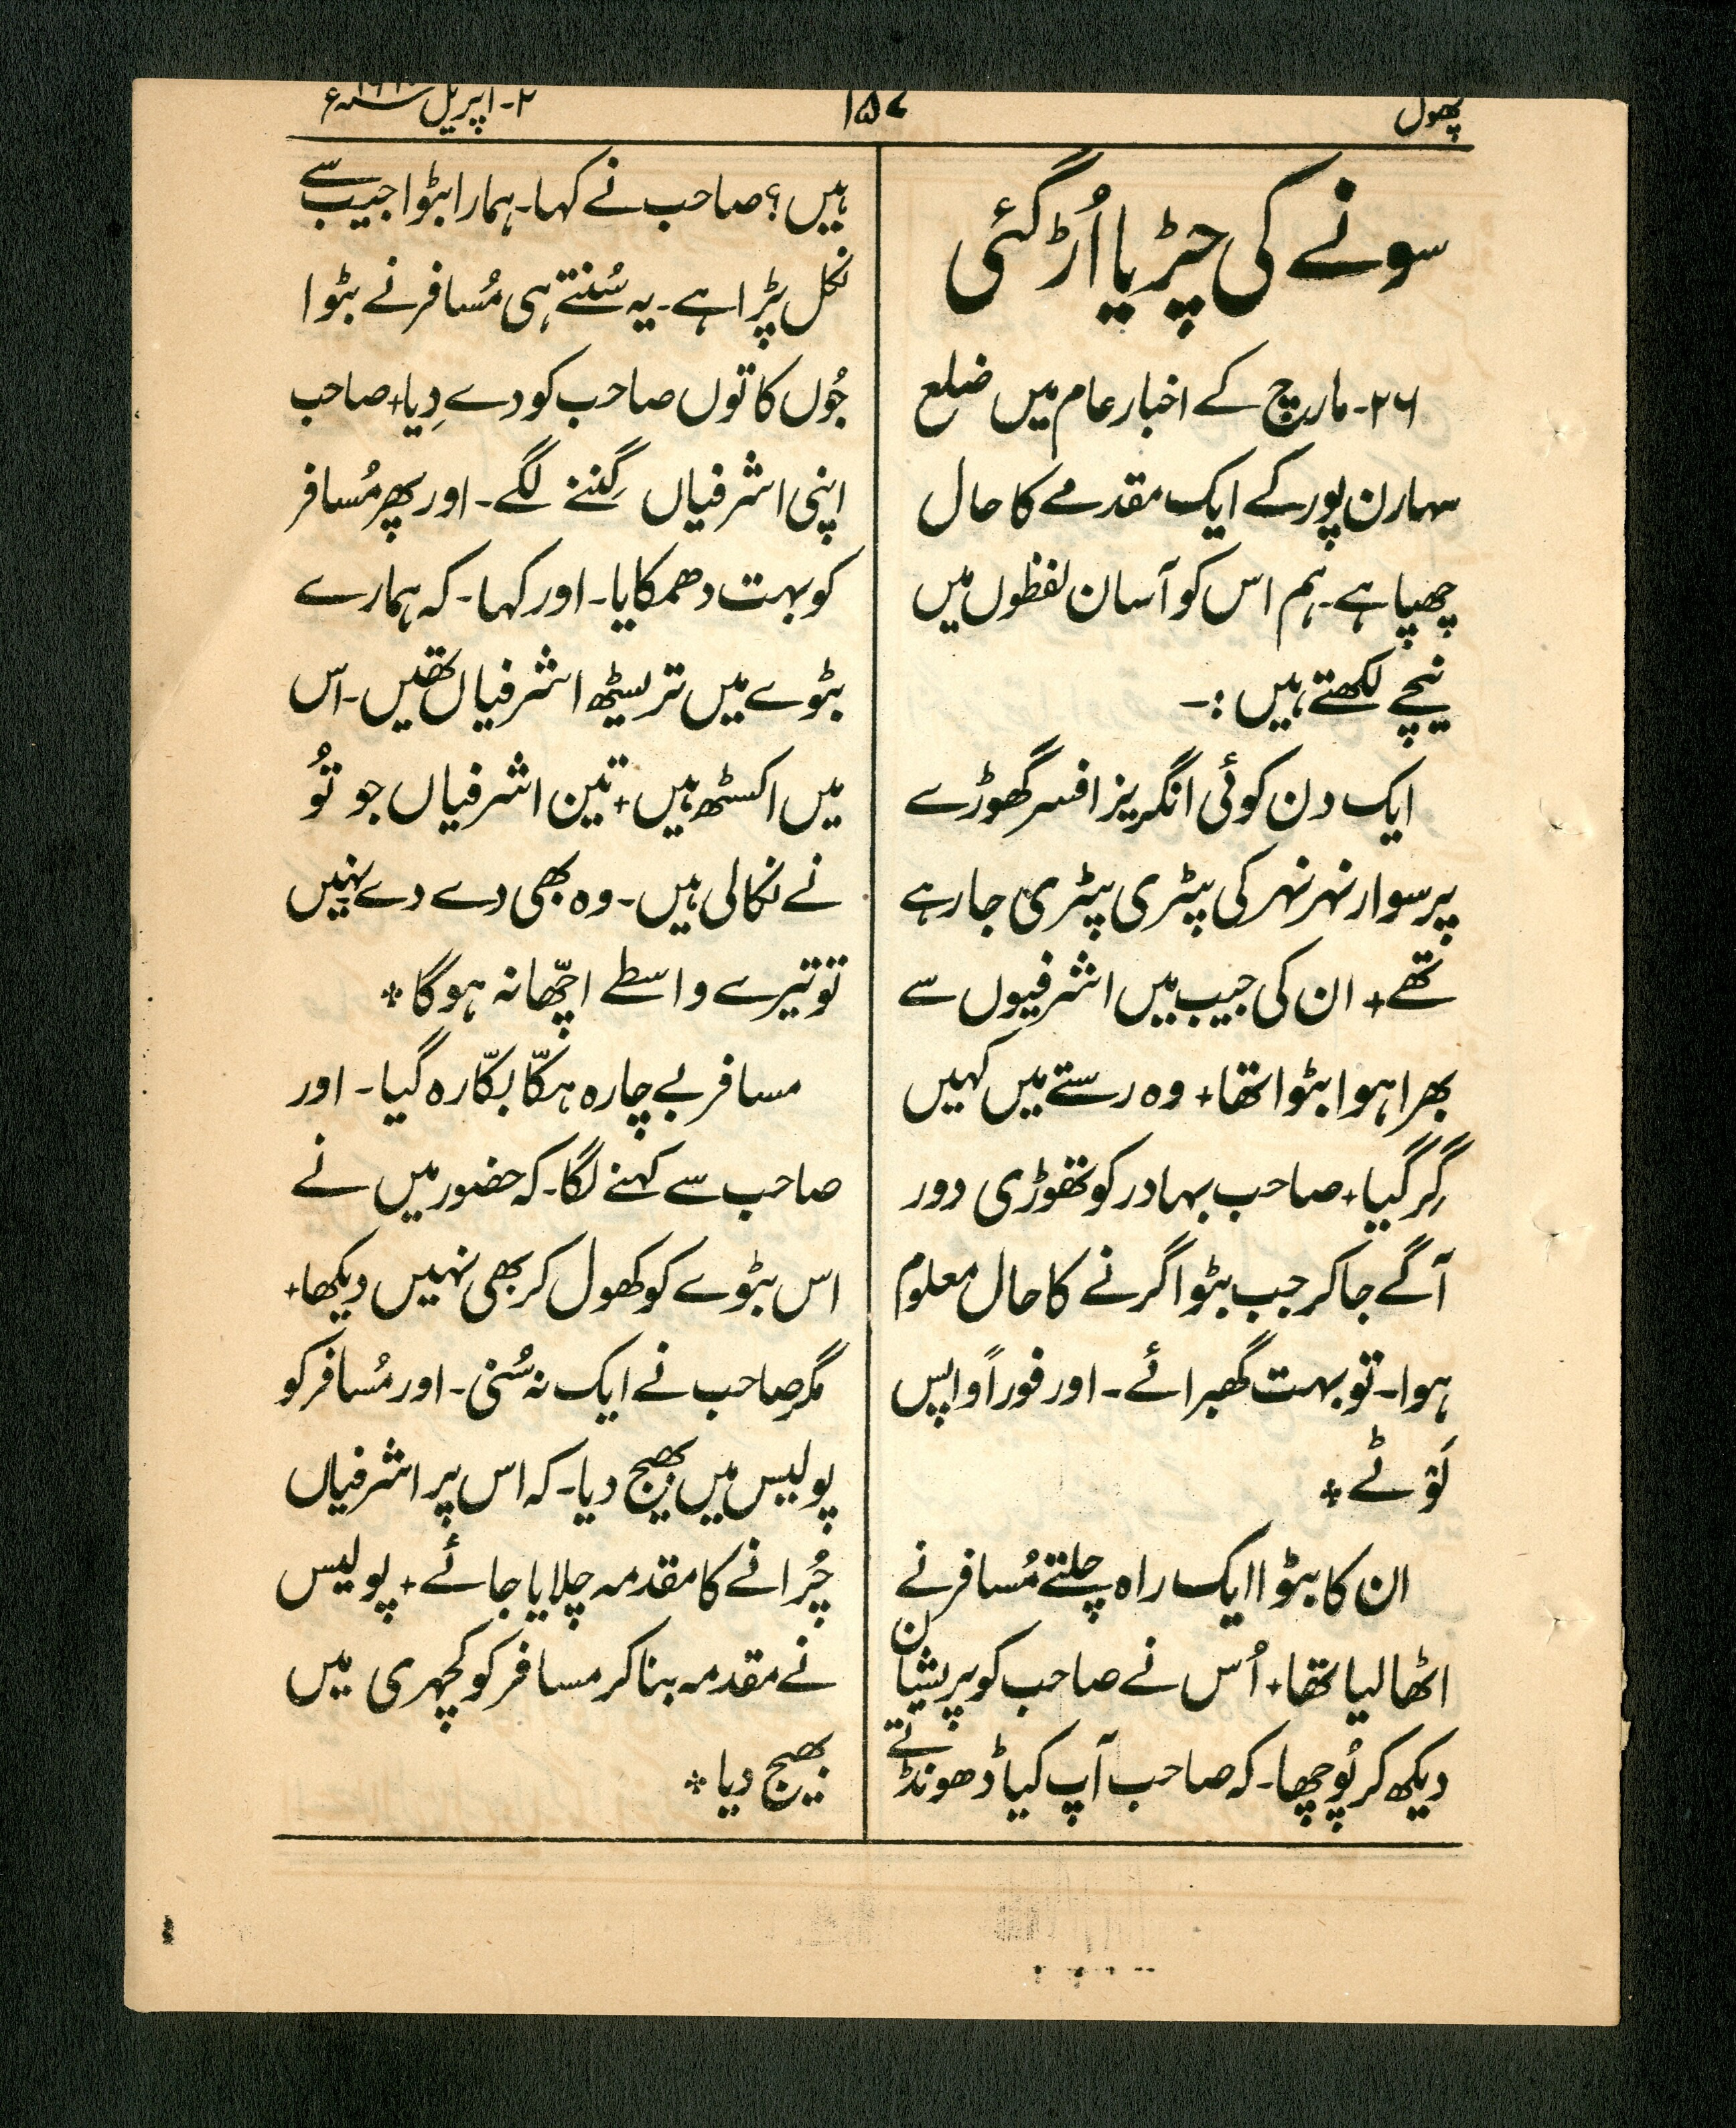 پھول
۱۵۷
۲-اپریل
سونے کی چڑیا اُڑ گئی
۲۶-مارچ کے اخبار عام میں ضلع
سہارن پور کے ایک مقدمے کا حال
چھپا ہے۔ ہم اس کو آسان لفظوں میں
نیچے لکھتے ہیں :-
ایک دن کوئی انگریز افسر گھوڑے
پر سوار نہر نہر کی پٹری پٹری جا رہے
تھے+ ان کی جیب میں اشرفیوں سے
بھرا ہوا بٹوا تھا+ وہ رستے میں کہیں
گِر گیا+ صاحب بہادر کو تھوڑی دور
آگے جا کر جب بٹوا گرنے کا حال معلوم
ہوا۔ تو بہت گھبرائے۔ اور فوراً واپس
لَوٹے ⁘
ان کا بٹوا ایک راہ چلتے مُسافر نے
اٹھا لیا تھا+ اُس نے صاحب کو پریشان
دیکھ کر پُوچھا۔ کہ صاحب آپ کیا ڈھونڈتے
ہیں؟ صاحب نے کہا۔ ہمارا بٹوا جیب سے
نکل پڑا ہے۔ یہ سُنتے ہی مُسافر نے بٹوا
جُوں کا توں صاحب کو دے دِیا+ صاحب
اپنی اشرفیاں گِننے لگے۔ اور پھر مُسافر
کو بہت دھمکایا۔ اور کہا۔ کہ ہمارے
بٹوے میں ترسیٹھ اشرفیاں تھیں۔ اس
میں اکسٹھ ہیں+ تین اشرفیاں جو تُو
نے نکالی ہیں۔ وہ بھی دے دے نہیں
تو تیرے واسطے اچّھا نہ ہوگا ⁘
مسافر بے چارہ ہکّا بکّا رہ گیا۔ اور
صاحب سے کہنے لگا۔ کہ حضور میں نے
اس بٹوے کو کھول کر بھی نہیں دیکھا+
مگر صاحب نے ایک نہ سُنی۔ اور مُسافر کو
پولیس میں بھیج دیا۔ کہ اس پر اشرفیاں
چُرانے کا مقدمہ چلایا جائے+ پولیس
نے مقدمہ بنا کر مسافر کو کچہری میں
بھیج دیا ⁘